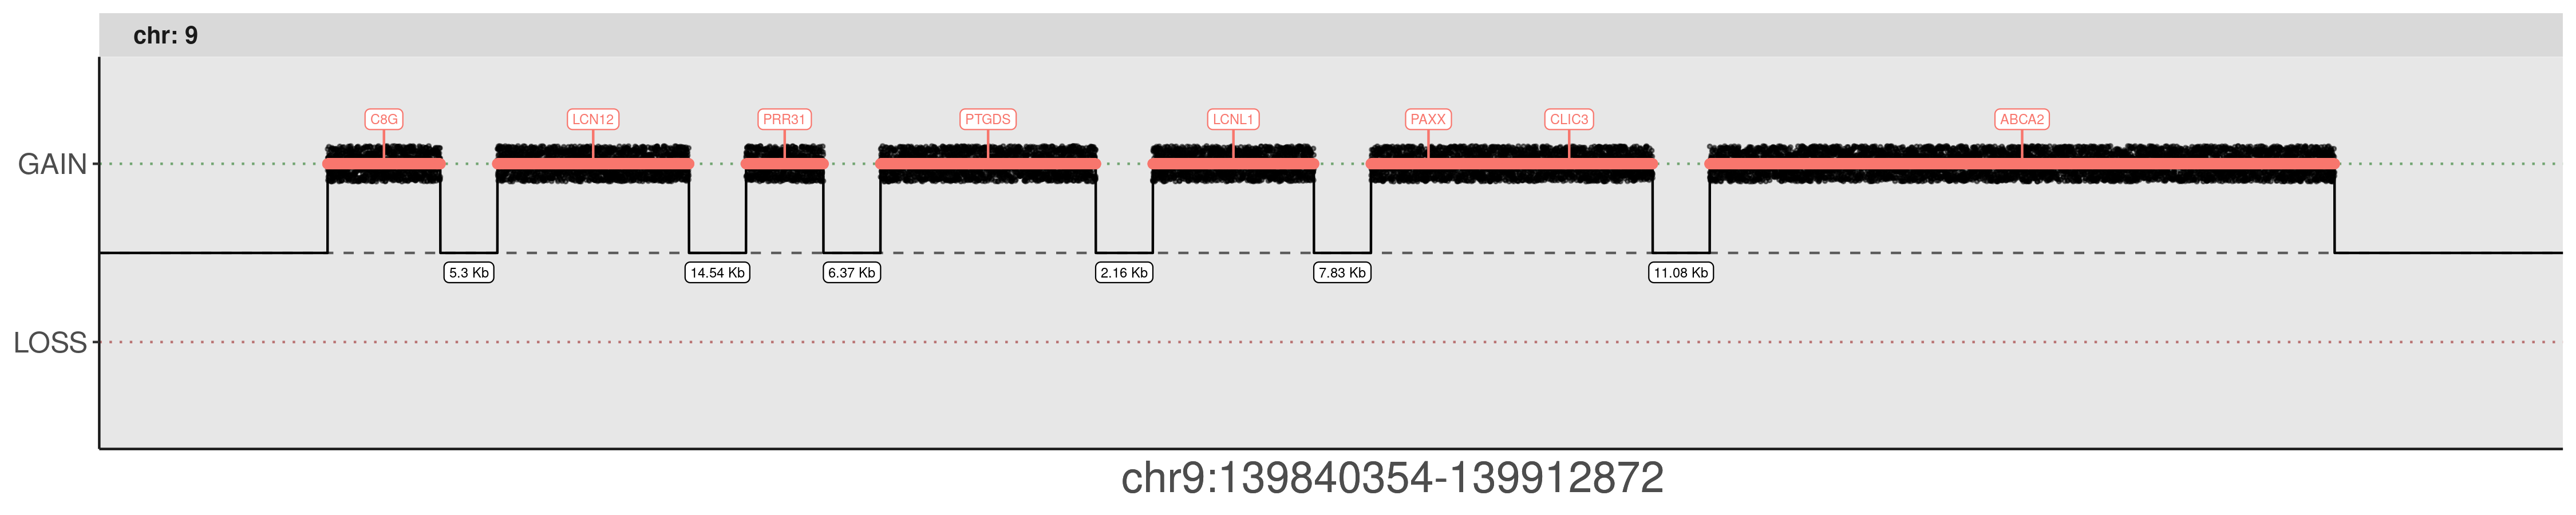 chr: 9
C8G LCN12 PRR31 PTGDS LCNL1 PAXX CLIC3 ABCA2
GAIN
5.3 Kb 14.54 Kb 6.37 Kb 2.16 Kb 7.83 Kb 11.08 Kb
LOSS
chr9:139840354-139912872